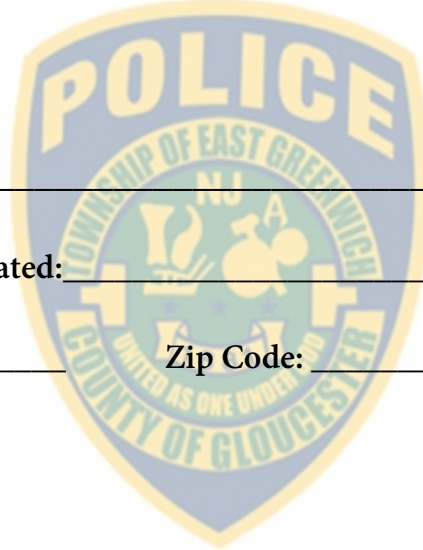 POLICE
TOWNSHIP OF EAST GREENWICH
NJ
A
ated:
Zip Code:
UNITED AS ONE UNDER GOD
COUNTY OF GLOUCESTER